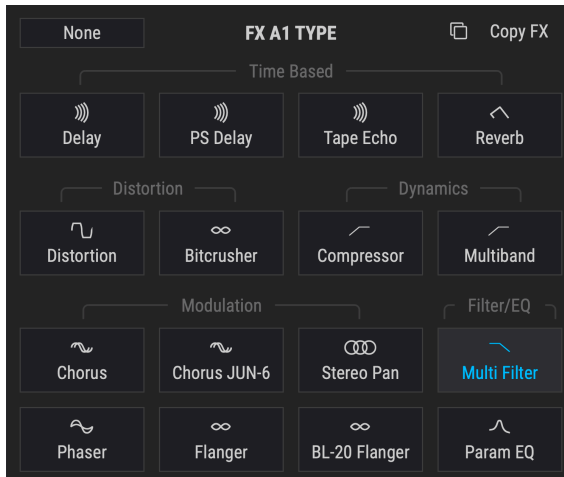 None FX A1 TYPE Copy FX
Time Based
Delay PS Delay Tape Echo Reverb
Distortion Dynamics
Distortion Bitcrusher Compressor Multiband
Modulation Filter/EQ
Chorus Chorus JUN-6 Stereo Pan Multi Filter
Phaser Flanger BL-20 Flanger Param EQ